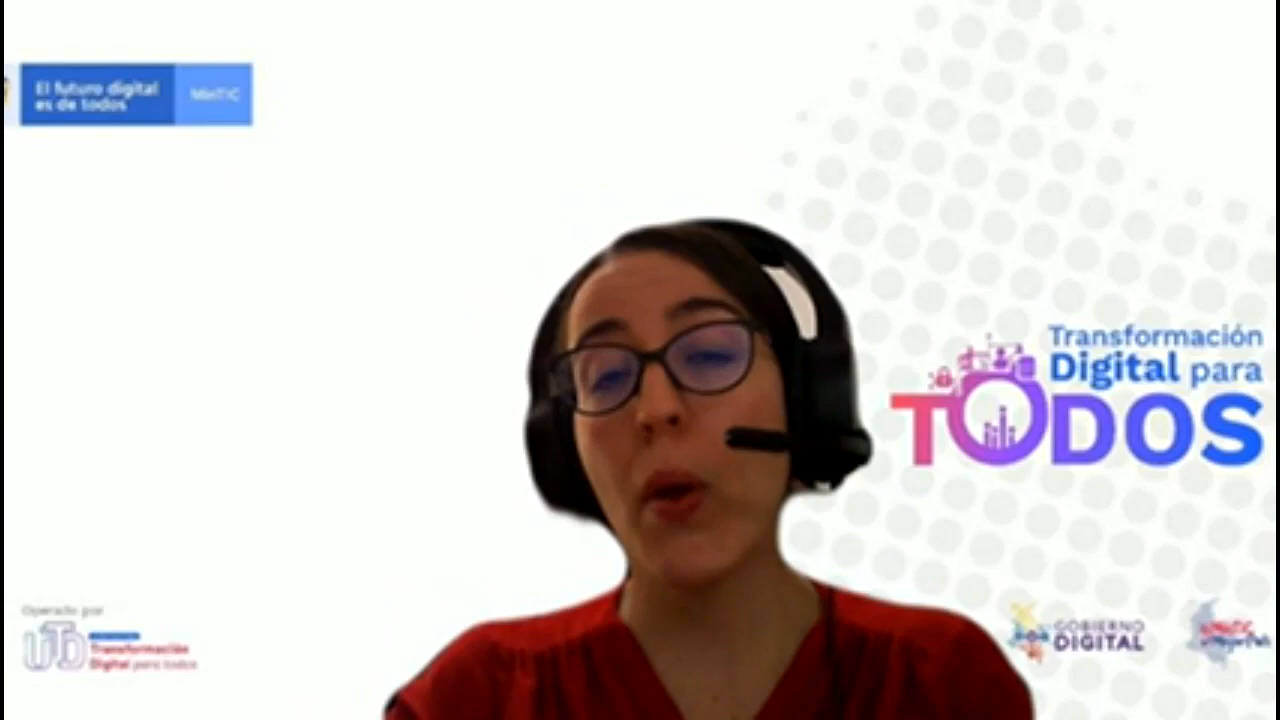 El futuro digital
es de todos
MinTIC
Transformación
Digital para
TODOS
Operado por
UTD
Transformación
Digital para todos
GOBIERNO
DIGITAL